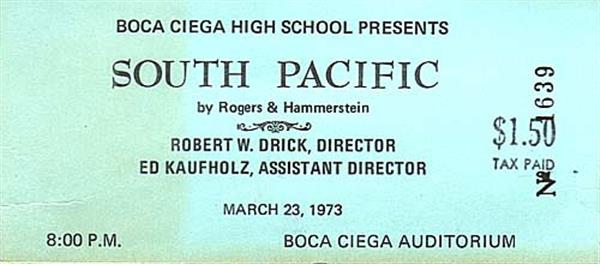 BOCA CIEGA HIGH SCHOOL PRESENTS
SOUTH PACIFIC
by Rogers & Hammerstein
ROBERT W. DRICK, DIRECTOR
ED KAUFHOLZ, ASSISTANT DIRECTOR
$1.50
TAX PAID
№ 1639
MARCH 23, 1973
8:00 P.M. BOCA CIEGA AUDITORIUM